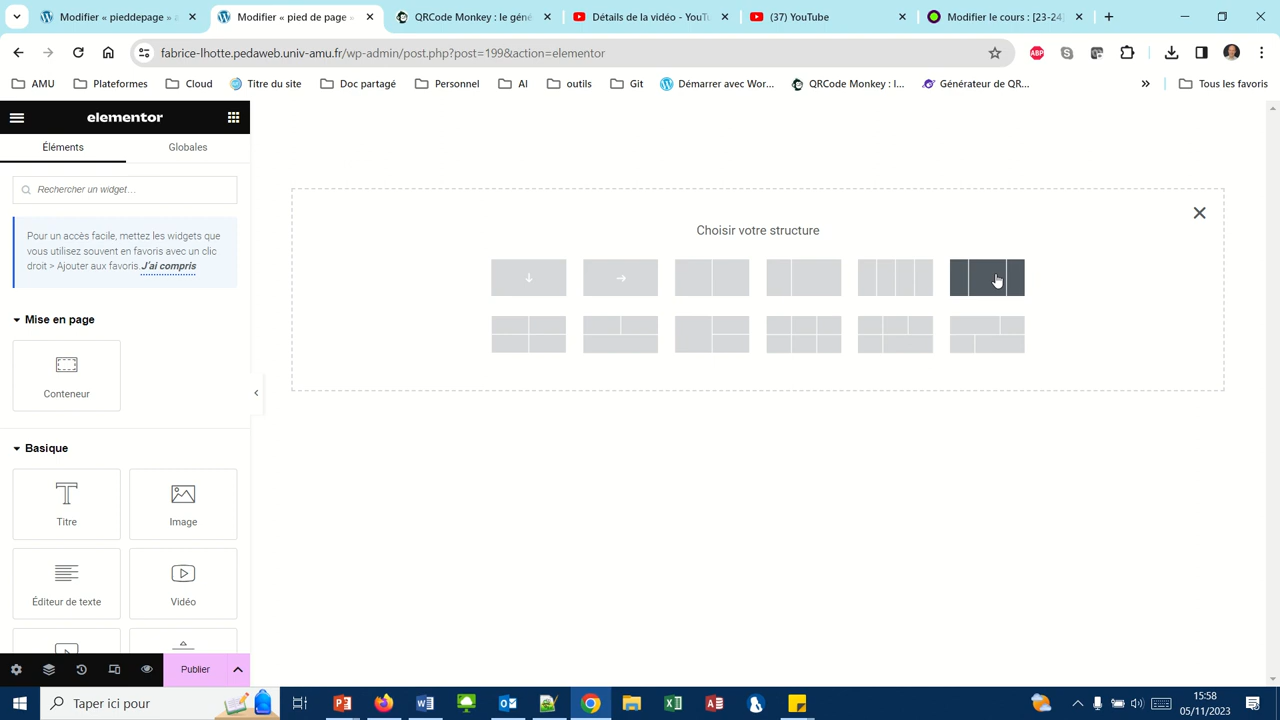 Modifier « pieddepage »
Modifier « pied de page »
QRCode Monkey : le géné
Détails de la vidéo - YouTu
(37) YouTube
Modifier le cours : [23-24]
fabrice-lhotte.pedaweb.univ-amu.fr/wp-admin/post.php?post=199&action=elementor
ABP
AMU
Plateformes
Cloud
Titre du site
Doc partagé
Personnel
AI
outils
Git
Démarrer avec Wor...
QRCode Monkey : l...
Générateur de QR...
Tous les favoris
elementor
Éléments
Globales
Rechercher un widget…
Pour un accès facile, mettez les widgets que
vous utilisez souvent en favoris avec un clic
droit > Ajouter aux favoris. J'ai compris
Mise en page
Conteneur
Basique
Titre
Image
Éditeur de texte
Vidéo
Publier
Choisir votre structure
Taper ici pour
15:58
05/11/2023